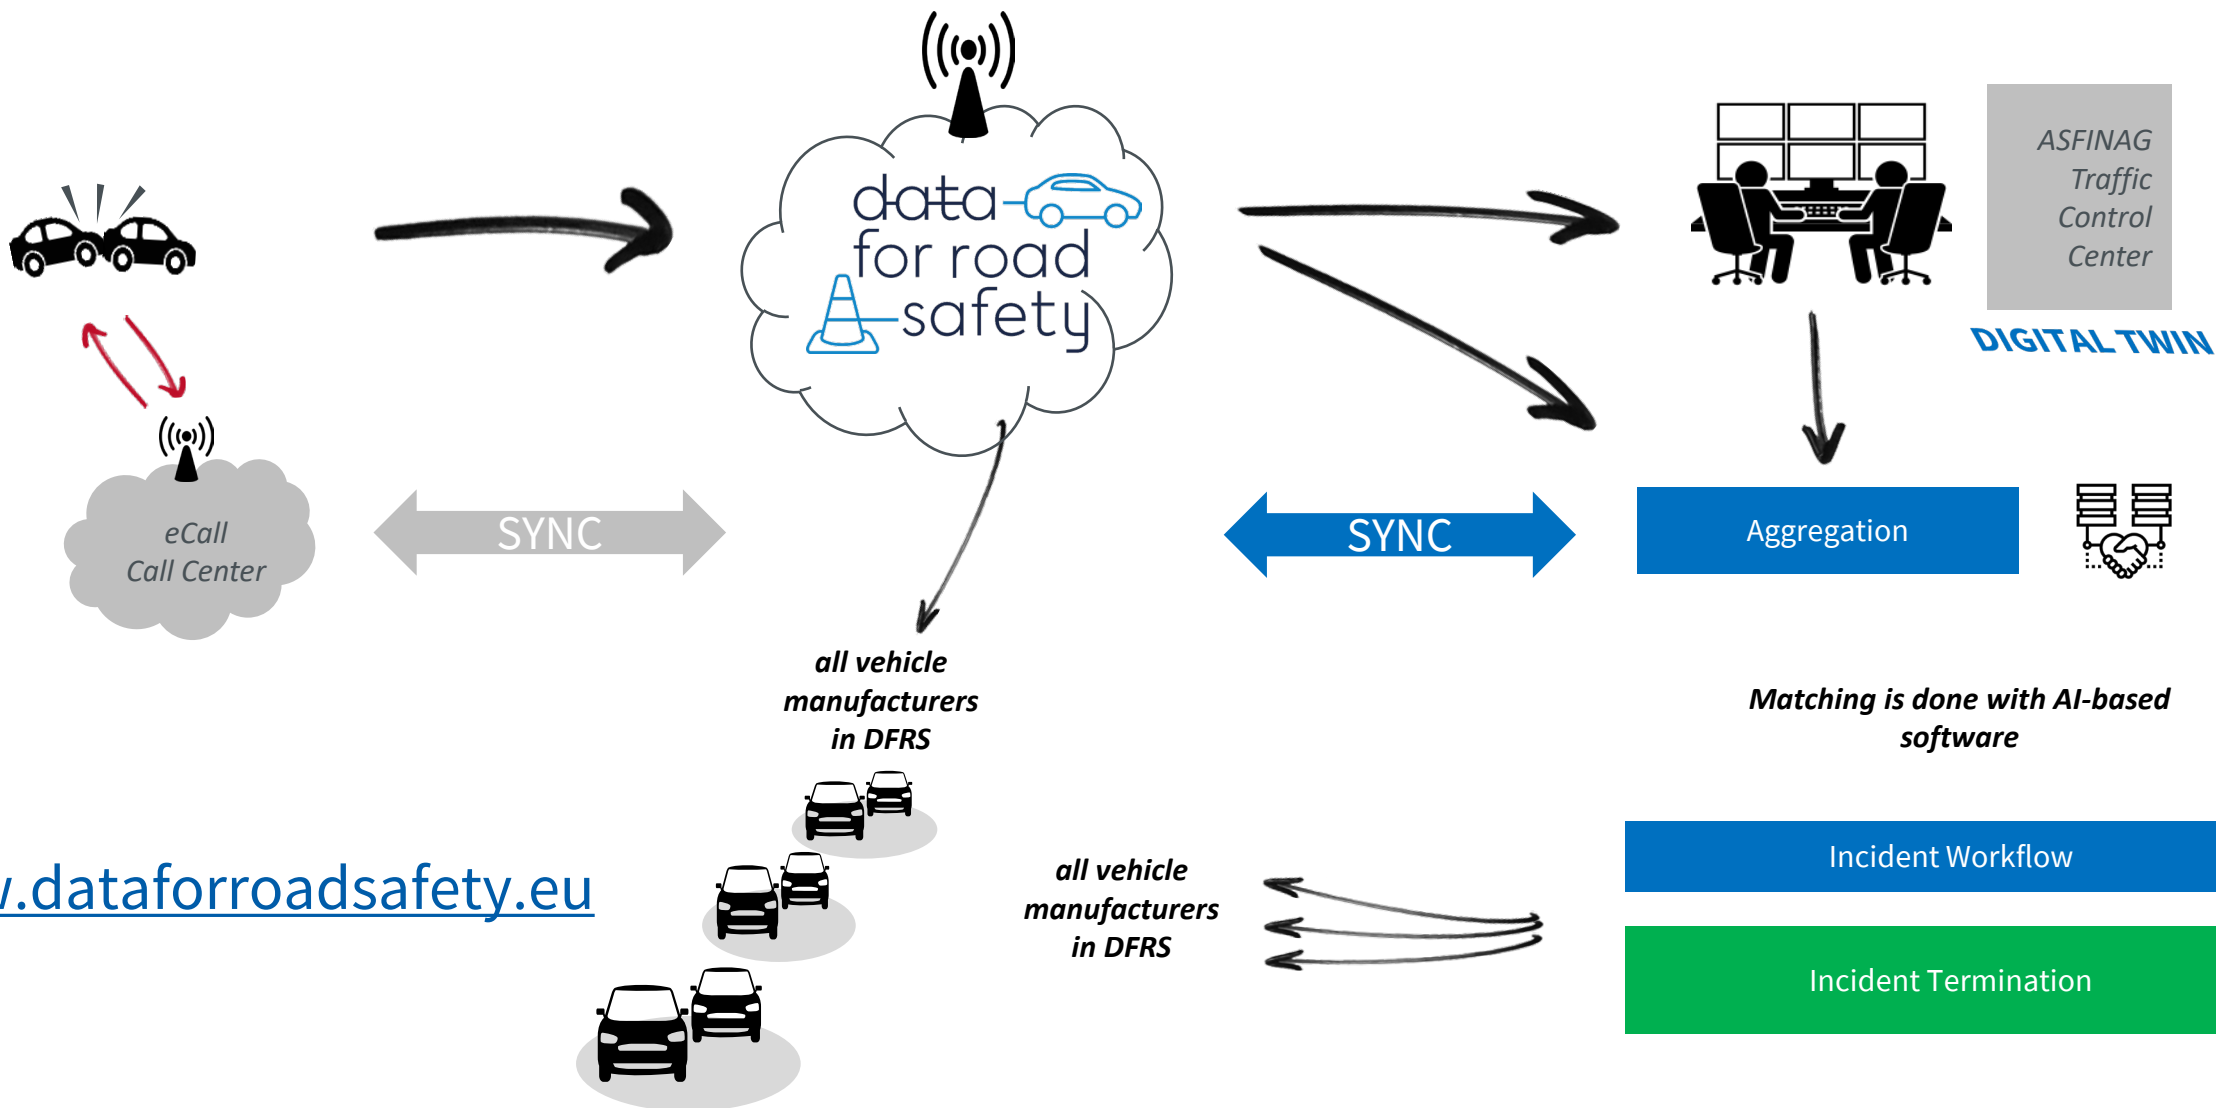 data
for road
safety
ASFINAG
Traffic
Control
Center
DIGITAL TWIN
eCall
Call Center
SYNC
SYNC
Aggregation
all vehicle
manufacturers
in DFRS
Matching is done with AI-based
software
.dataforroadsafety.eu
all vehicle
manufacturers
in DFRS
Incident Workflow
Incident Termination